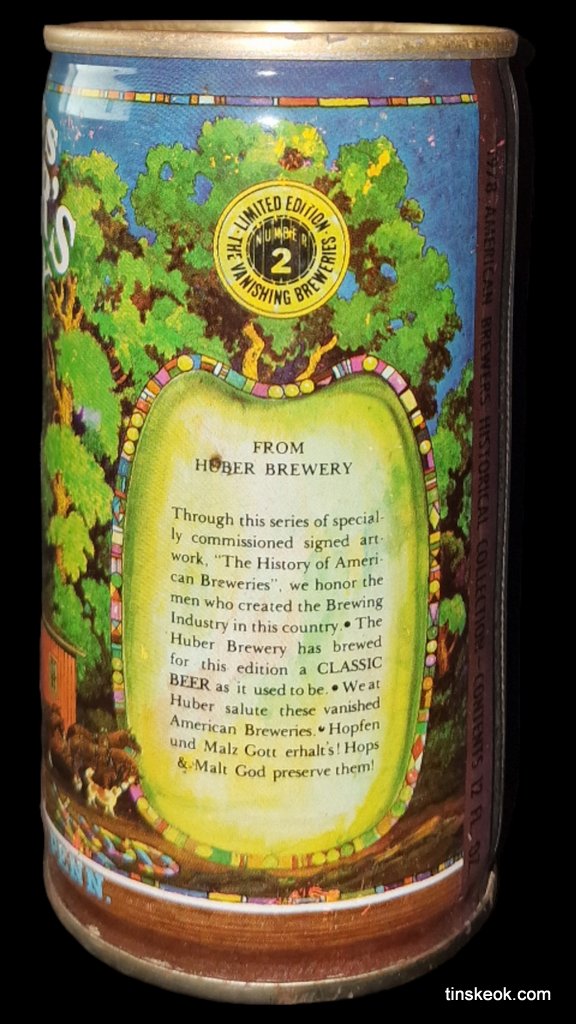 S
'S
LIMITED EDITION
NUMBER
2
THE VANISHING BREWERIES
FROM
HUBER BREWERY
Through this series of special-
ly commissioned signed art-
work, "The History of Ameri-
can Breweries", we honor the
men who created the Brewing
Industry in this country.• The
Huber Brewery has brewed
for this edition a CLASSIC
BEER as it used to be.• We at
Huber salute these vanished
American Breweries.• Hopfen
und Malz Gott erhalt's! Hops
& Malt God preserve them!
1978 AMERICAN BREWERS HISTORICAL COLLECTION - CONTENTS 12 FL. OZ.
PENN.
tinskeok.com